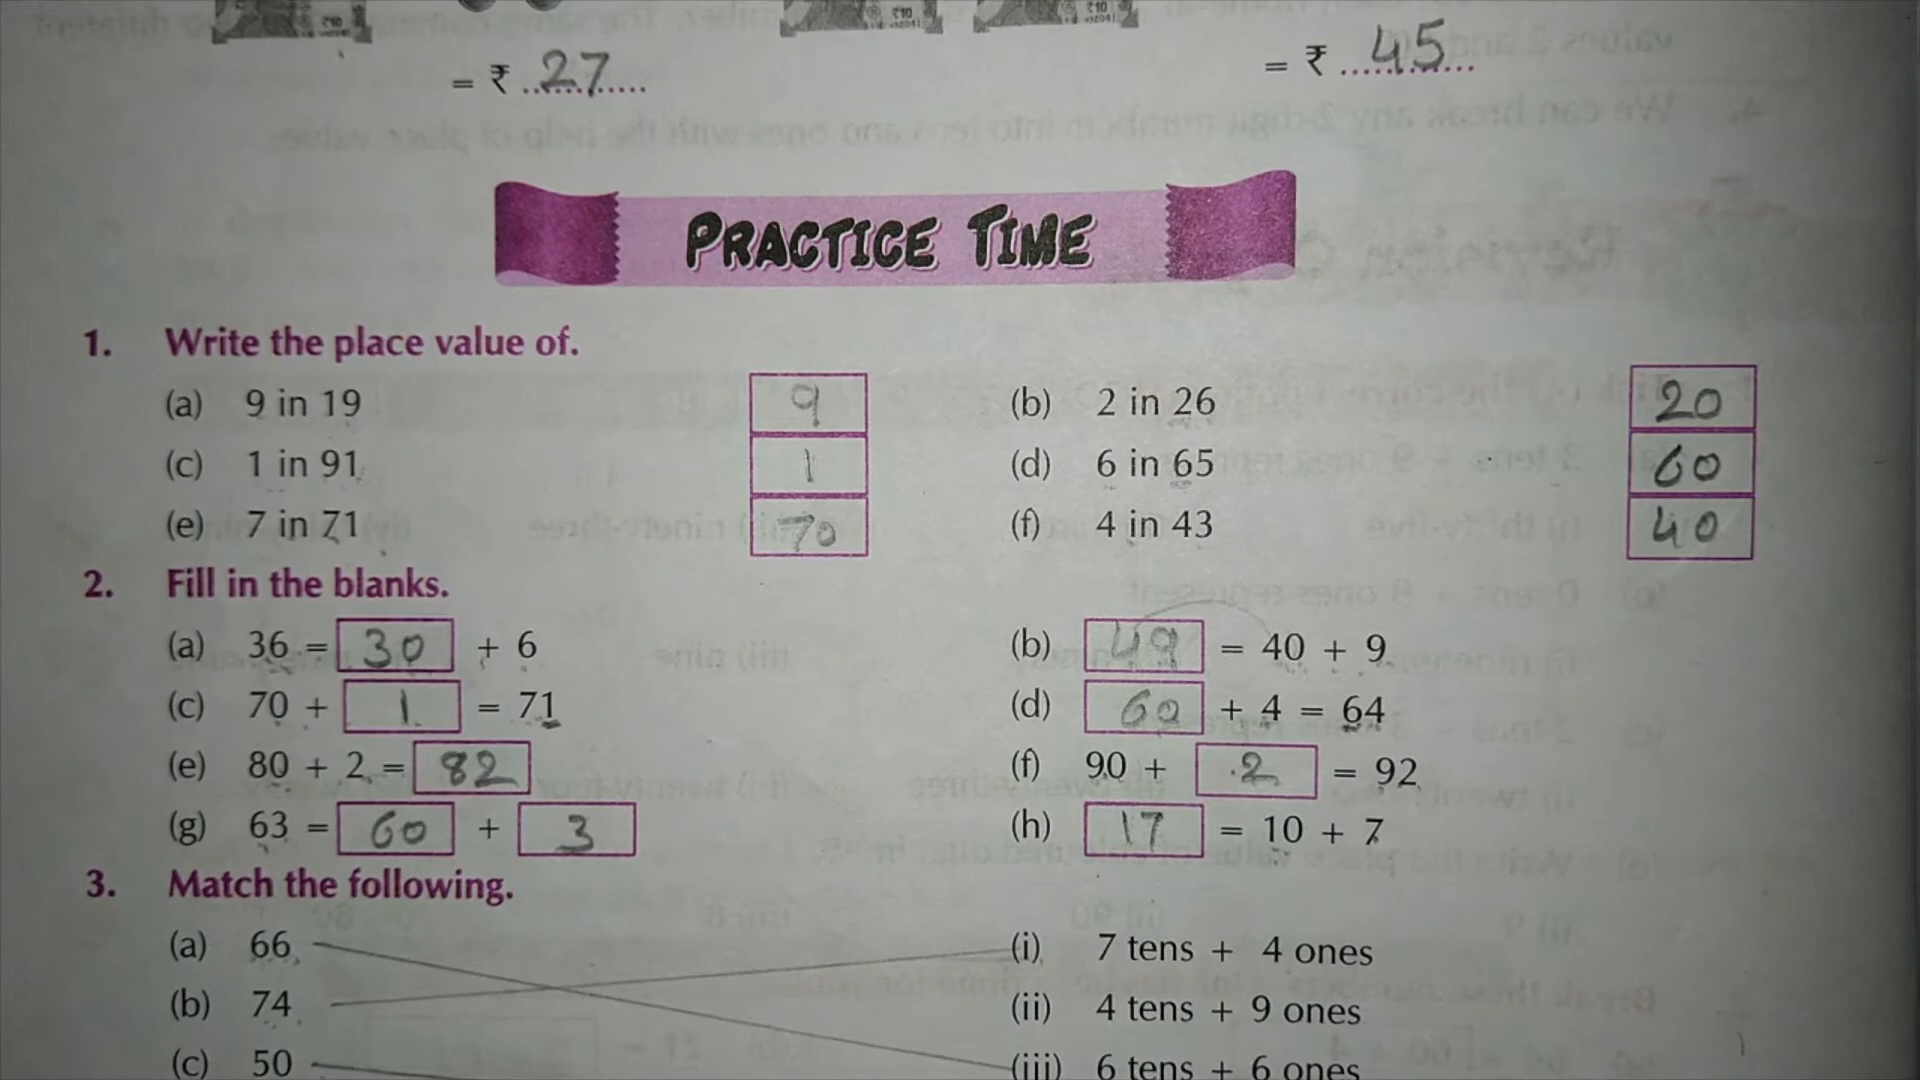 = ₹ 27 = ₹ 45
PRACTICE TIME
1. Write the place value of.
(a) 9 in 19 9 (b) 2 in 26 20
(c) 1 in 91 1 (d) 6 in 65 60
(e) 7 in 71 70 (f) 4 in 43 40
2. Fill in the blanks.
(a) 36 = 30 + 6 (b) 49 = 40 + 9
(c) 70 + 1 = 71 (d) 60 + 4 = 64
(e) 80 + 2 = 82 (f) 90 + 2 = 92
(g) 63 = 60 + 3 (h) 17 = 10 + 7
3. Match the following.
(a) 66 (i) 7 tens + 4 ones
(b) 74 (ii) 4 tens + 9 ones
(c) 50 (iii) 6 tens + 6 ones